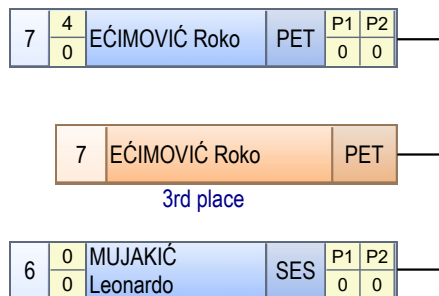 7 4 0 EĆIMOVIĆ Roko PET P1 P2 0 0
7 EĆIMOVIĆ Roko PET
3rd place
6 0 0 MUJAKIĆ Leonardo SES P1 P2 0 0